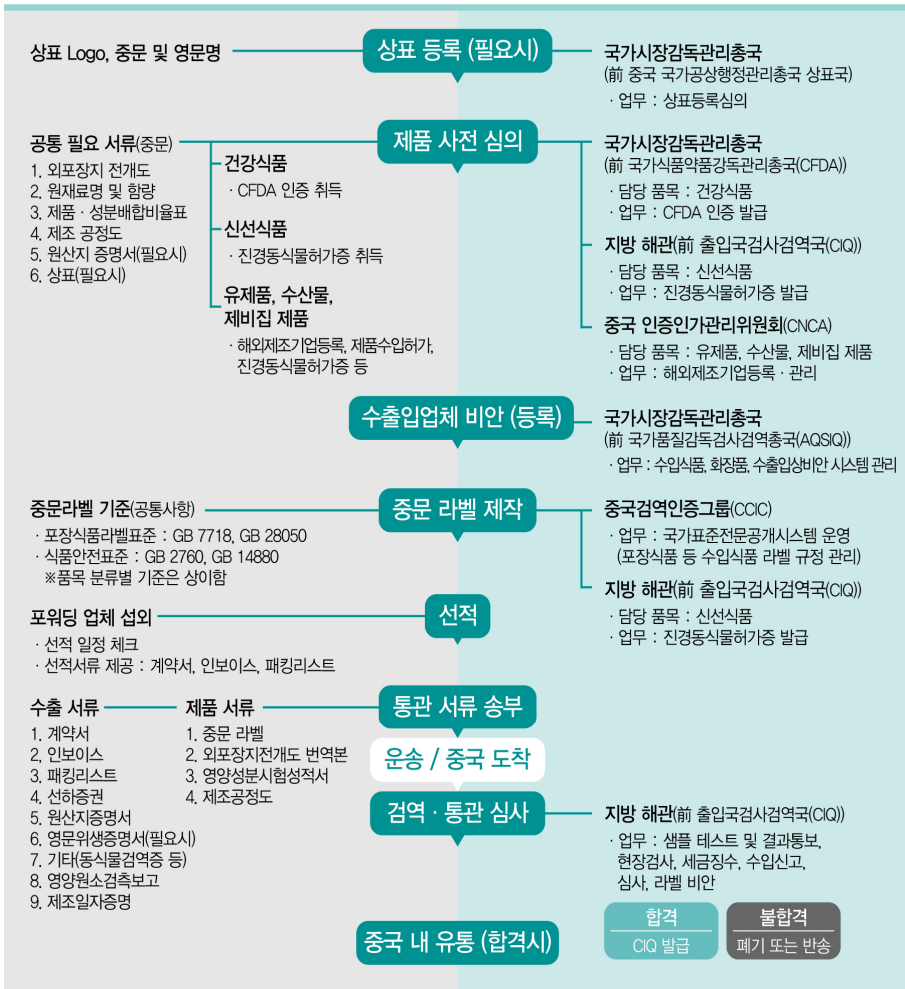 상표 Logo, 중문 및 영문명
상표 등록 (필요시)
국가시장감독관리총국
(前 중국 국가공상행정관리총국 상표국)
· 업무 : 상표등록심의
공통 필요 서류(중문)
1. 외포장지 전개도
2. 원재료명 및 함량
3. 제품 · 성분배합비율표
4. 제조 공정도
5. 원산지 증명서(필요시)
6. 상표(필요시)
건강식품
· CFDA 인증 취득
신선식품
· 진경동식물허가증 취득
유제품, 수산물,
제비집 제품
· 해외제조기업등록, 제품수입허가,
진경동식물허가증 등
제품 사전 심의
국가시장감독관리총국
(前 국가식품약품강독관리총국(CFDA))
· 담당 품목 : 건강식품
· 업무 : CFDA 인증 발급
지방 해관(前 출입국검사검역국(CIQ))
· 담당 품목 : 신선식품
· 업무 : 진경동식물허가증 발급
중국 인증인가관리위원회(CNCA)
· 담당 품목 : 유제품, 수산물, 제비집 제품
· 업무 : 해외제조기업등록 · 관리
수출입업체 비안 (등록)
국가시장감독관리총국
(前 국가품질감독검사검역총국(AQSIQ))
· 업무 : 수입식품, 화장품, 수출입상비안 시스템 관리
중문라벨 기준(공통사항)
· 포장식품라벨표준 : GB 7718, GB 28050
· 식품안전표준 : GB 2760, GB 14880
※품목 분류별 기준은 상이함
중문 라벨 제작
중국검역인증그룹(CCIC)
· 업무 : 국가표준전문공개시스템 운영
(포장식품 등 수입식품 라벨 규정 관리)
지방 해관(前 출입국검사검역국(CIQ))
· 담당 품목 : 신선식품
· 업무 : 진경동식물허가증 발급
포워딩 업체 섭외
· 선적 일정 체크
· 선적서류 제공 : 계약서, 인보이스, 패킹리스트
선적
수출 서류
1. 계약서
2. 인보이스
3. 패킹리스트
4. 선하증권
5. 원산지증명서
6. 영문위생증명서(필요시)
7. 기타(동식물검역증 등)
8. 영양원소검측보고
9. 제조일자증명
제품 서류
1. 중문 라벨
2. 외포장지전개도 번역본
3. 영양성분시험성적서
4. 제조공정도
통관 서류 송부
운송 / 중국 도착
검역 · 통관 심사
지방 해관(前 출입국검사검역국(CIQ))
· 업무 : 샘플 테스트 및 결과통보,
현장검사, 세금징수, 수입신고,
심사, 라벨 비안
합격
CIQ 발급
불합격
폐기 또는 반송
중국 내 유통 (합격시)